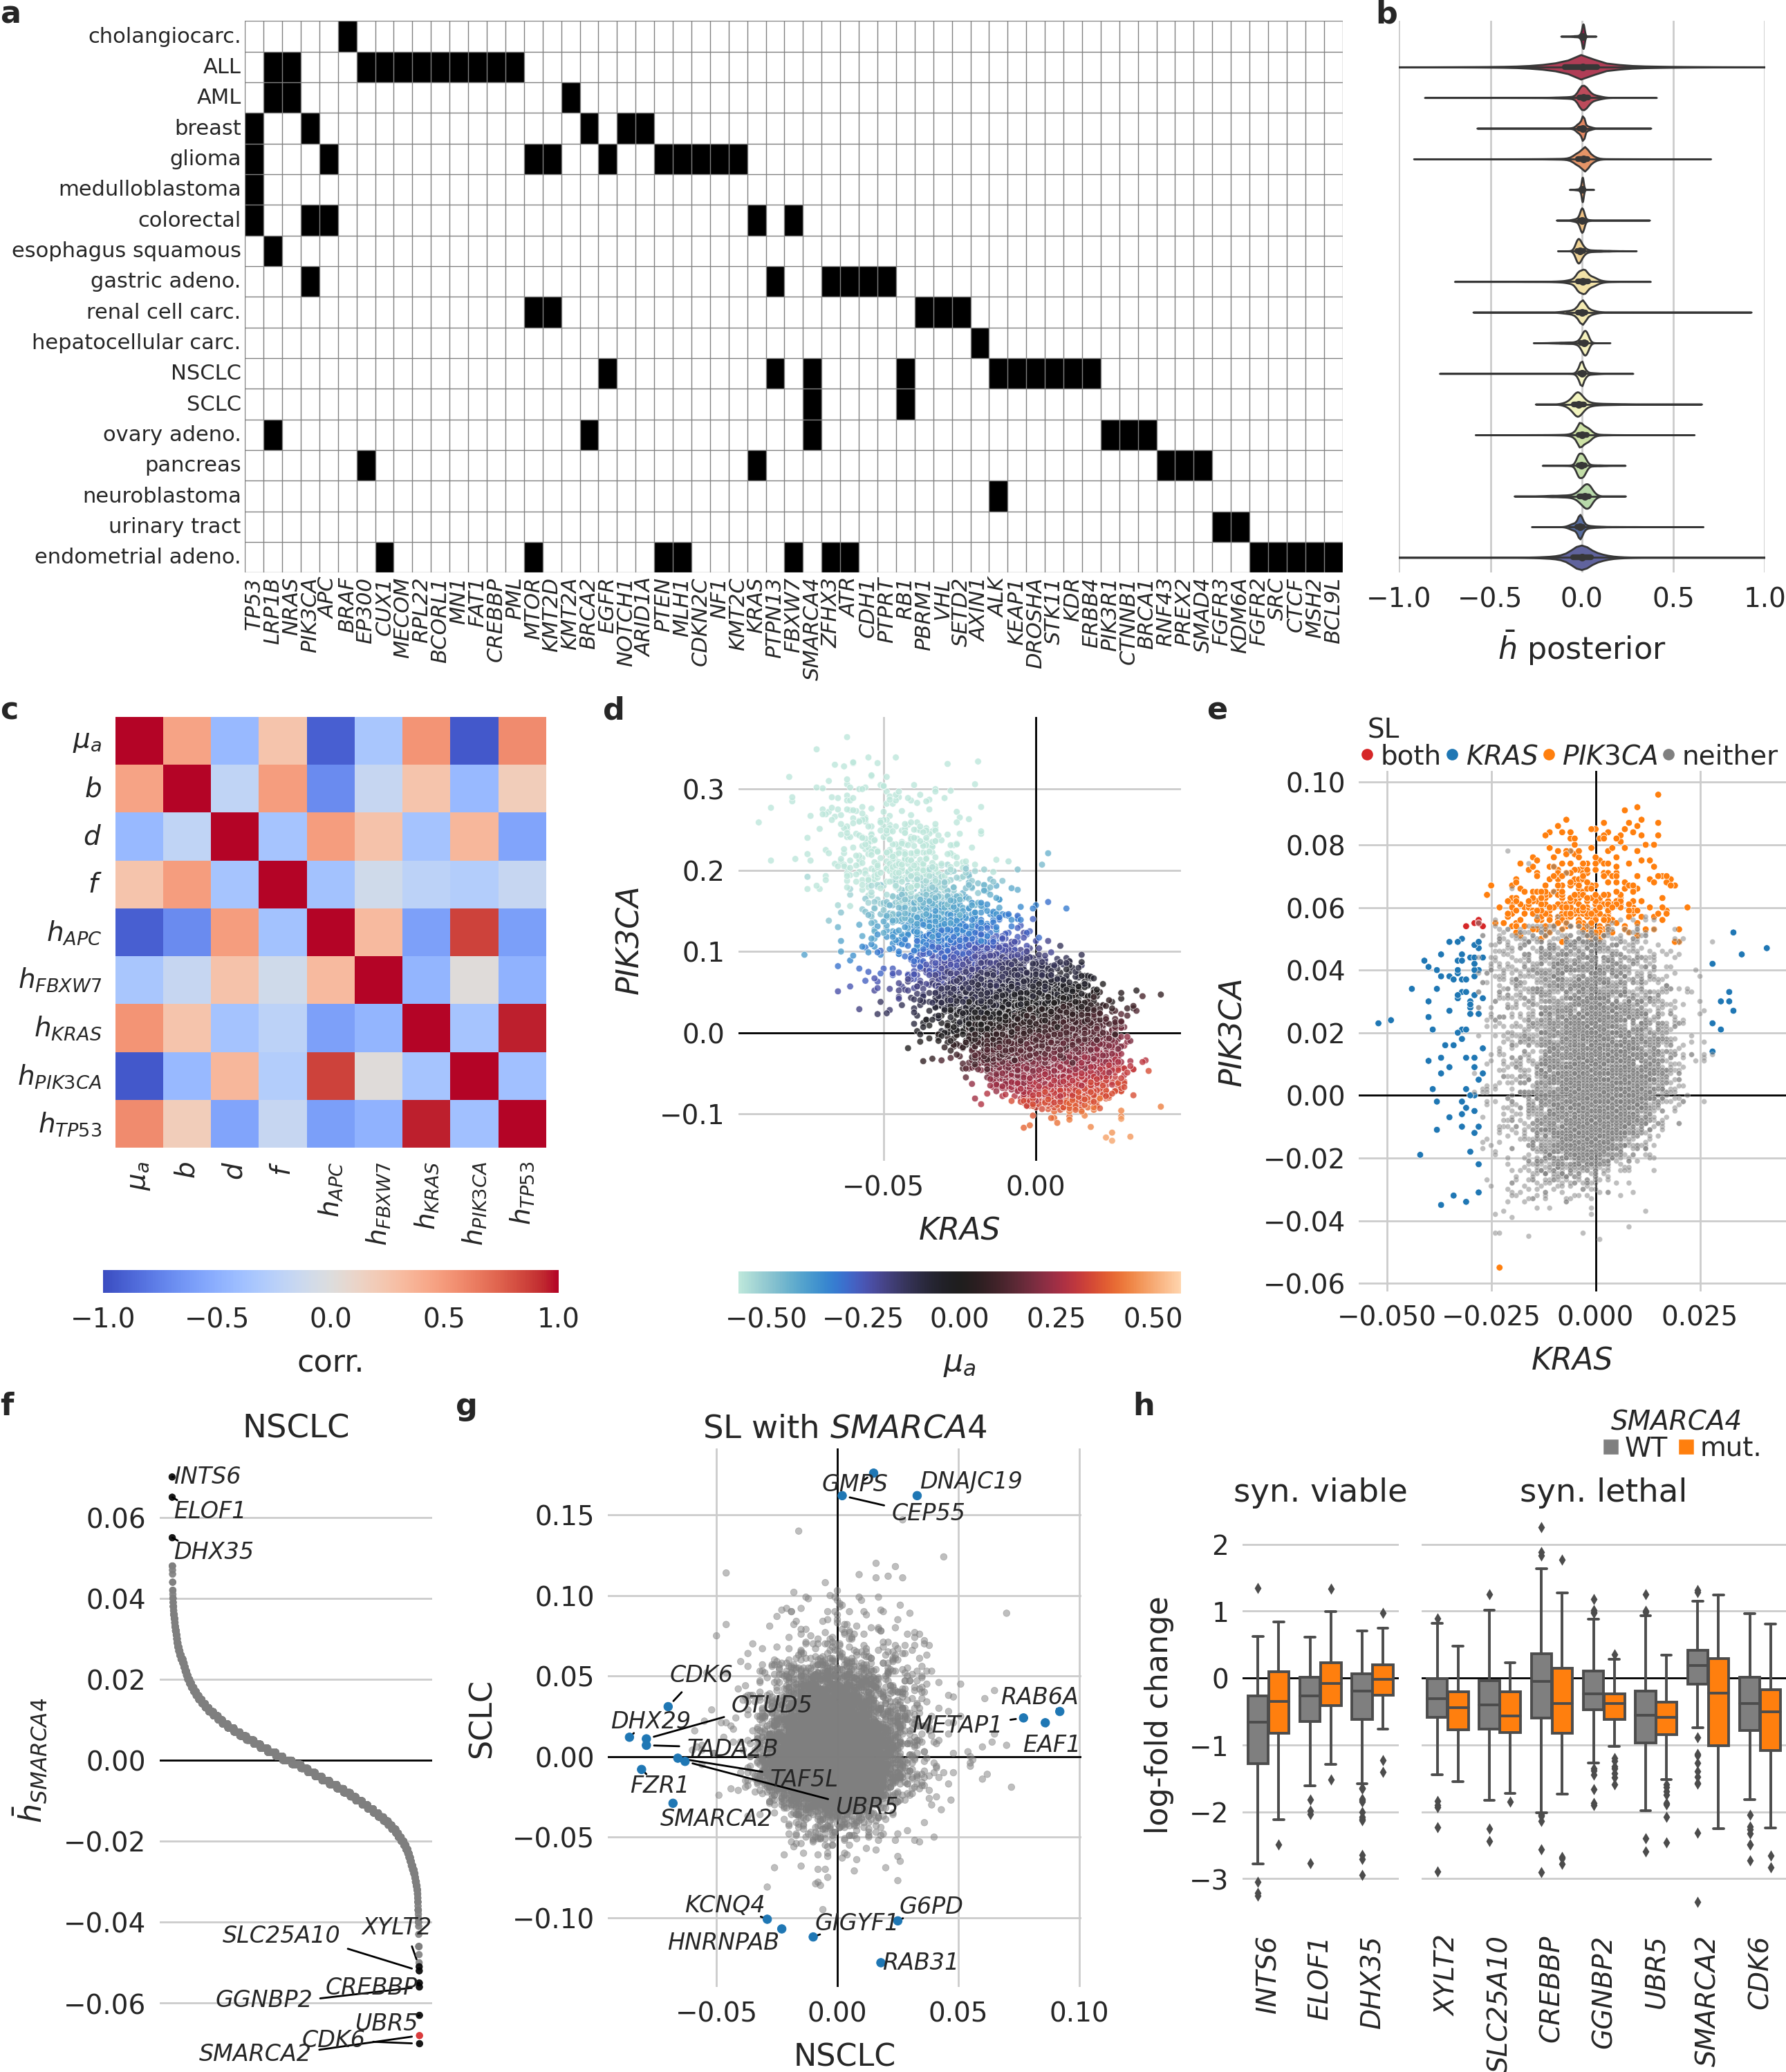 a
cholangiocarc.
ALL
AML
breast
glioma
medulloblastoma
colorectal
esophagus squamous
gastric adeno.
renal cell carc.
hepatocellular carc.
NSCLC
SCLC
ovary adeno.
pancreas
neuroblastoma
urinary tract
endometrial adeno.
TP53
LRP1B
NRAS
PIK3CA
APC
BRAF
EP300
CUX1
MECOM
RPL22
BCORL1
MN1
FAT1
CREBBP
PML
MTOR
KMT2D
KMT2A
BRCA2
EGFR
NOTCH1
ARID1A
PTEN
MLH1
CDKN2C
NF1
KMT2C
KRAS
PTPN13
FBXW7
SMARCA4
ZFHX3
ATR
CDH1
PTPRT
RB1
PBRM1
VHL
SETD2
AXIN1
ALK
KEAP1
DROSHA
STK11
KDR
ERBB4
PIK3R1
CTNNB1
BRCA1
RNF43
PREX2
SMAD4
FGFR3
KDM6A
FGFR2
SRC
CTCF
MSH2
BCL9L
b
−1.0 −0.5 0.0 0.5 1.0
h̄ posterior
c
μa
b
d
f
hAPC
hFBXW7
hKRAS
hPIK3CA
hTP53
μa
b
d
f
hAPC
hFBXW7
hKRAS
hPIK3CA
hTP53
−1.0 −0.5 0.0 0.5 1.0
corr.
d
PIK3CA
0.3
0.2
0.1
0.0
−0.1
−0.05 0.00
KRAS
−0.50 −0.25 0.00 0.25 0.50
μa
e
SL
both KRAS PIK3CA neither
PIK3CA
0.10
0.08
0.06
0.04
0.02
0.00
−0.02
−0.04
−0.06
−0.050 −0.025 0.000 0.025
KRAS
f
NSCLC
h̄SMARCA4
0.06
0.04
0.02
0.00
−0.02
−0.04
−0.06
INTS6
ELOF1
DHX35
XYLT2
SLC25A10
CREBBP
GGNBP2
UBR5
CDK6
SMARCA2
g
SL with SMARCA4
SCLC
0.15
0.10
0.05
0.00
−0.05
−0.10
GMPS
DNAJC19
CEP55
CDK6
OTUD5
DHX29
TADA2B
TAF5L
FZR1
UBR5
SMARCA2
RAB6A
METAP1
EAF1
KCNQ4
G6PD
GIGYF1
HNRNPAB
RAB31
−0.05 0.00 0.05 0.10
NSCLC
h
SMARCA4
WT mut.
syn. viable syn. lethal
log-fold change
2
1
0
−1
−2
−3
INTS6
ELOF1
DHX35
XYLT2
SLC25A10
CREBBP
GGNBP2
UBR5
SMARCA2
CDK6